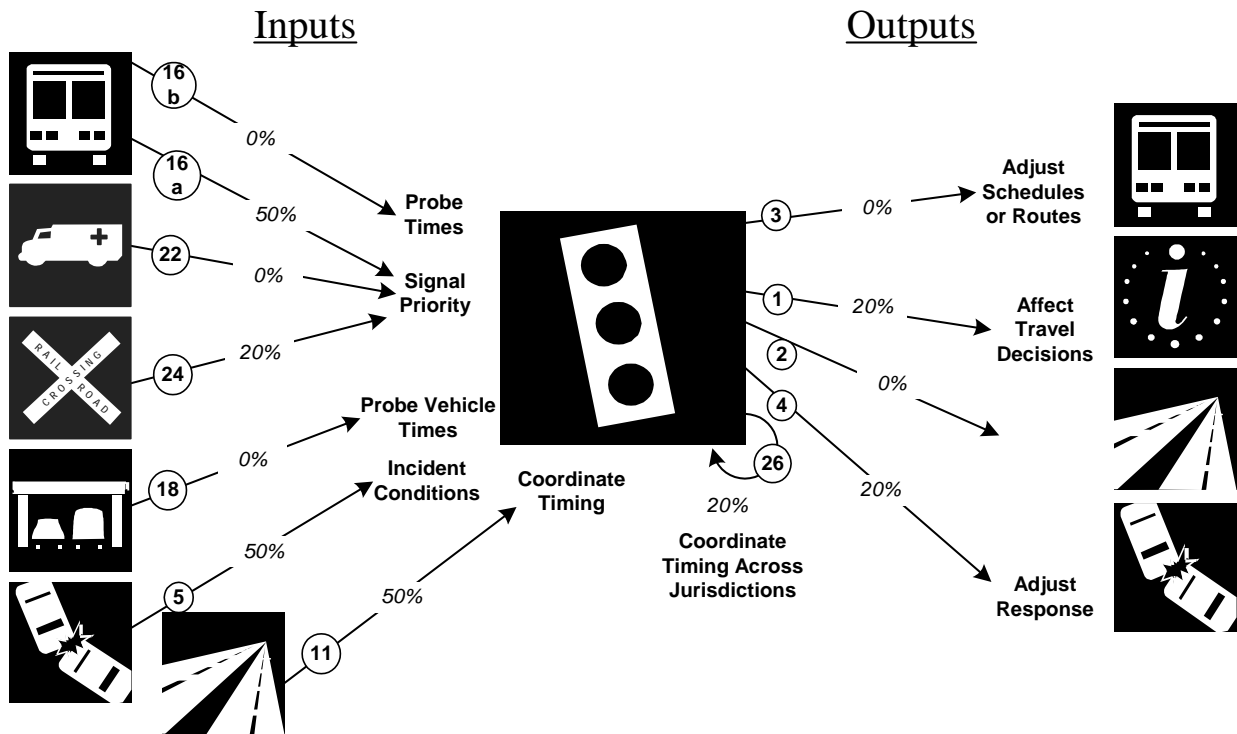 Inputs
Outputs
16
b
0%
16
a
50%
Probe
Times
22
0%
Signal
Priority
RAIL
ROAD
CROSSING
24
20%
Probe Vehicle
Times
18
0%
Incident
Conditions
5
50%
Coordinate
Timing
11
50%
3
0%
Adjust
Schedules
or Routes
1
20%
Affect
Travel
Decisions
i
2
0%
4
20%
Adjust
Response
26
20%
Coordinate
Timing Across
Jurisdictions